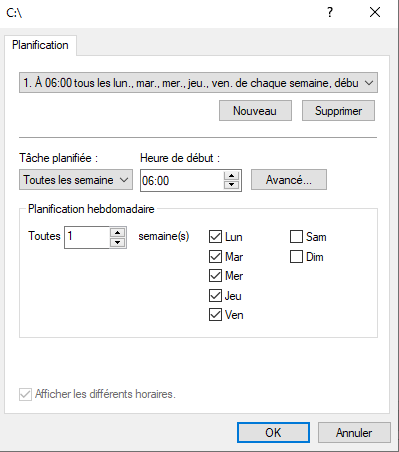 C:\
Planification
1. À 06:00 tous les lun., mar., mer., jeu., ven. de chaque semaine, débu
Nouveau Supprimer
Tâche planifiée : Heure de début :
Toutes les semaine 06:00 Avancé...
Planification hebdomadaire
Toutes 1 semaine(s) Lun Sam
Mar Dim
Mer
Jeu
Ven
Afficher les différents horaires.
OK Annuler